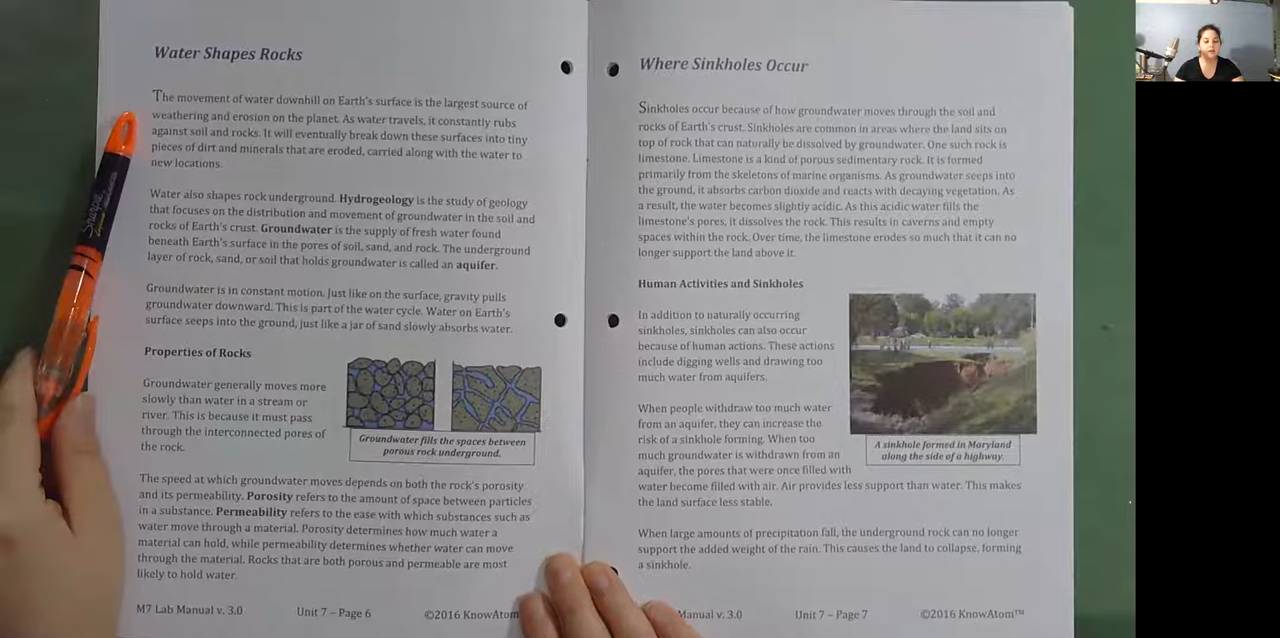 Water Shapes Rocks
The movement of water downhill on Earth's surface is the largest source of
weathering and erosion on the planet. As water travels, it constantly rubs
against soil and rocks. It will eventually break down these surfaces into tiny
pieces of dirt and minerals that are eroded, carried along with the water to
new locations.
Water also shapes rock underground. Hydrogeology is the study of geology
that focuses on the distribution and movement of groundwater in the soil and
rocks of Earth's crust. Groundwater is the supply of fresh water found
beneath Earth's surface in the pores of soil, sand, and rock. The underground
layer of rock, sand, or soil that holds groundwater is called an aquifer.
Groundwater is in constant motion. Just like on the surface, gravity pulls
groundwater downward. This is part of the water cycle. Water on Earth's
surface seeps into the ground, just like a jar of sand slowly absorbs water.
Properties of Rocks
Groundwater generally moves more
slowly than water in a stream or
river. This is because it must pass
through the interconnected pores of
the rock.
Groundwater fills the spaces between
porous rock underground.
The speed at which groundwater moves depends on both the rock's porosity
and its permeability. Porosity refers to the amount of space between particles
in a substance. Permeability refers to the ease with which substances such as
water move through a material. Porosity determines how much water a
material can hold, while permeability determines whether water can move
through the material. Rocks that are both porous and permeable are most
likely to hold water.
M7 Lab Manual v. 3.0 Unit 7 – Page 6 ©2016 KnowAtom
Where Sinkholes Occur
Sinkholes occur because of how groundwater moves through the soil and
rocks of Earth's crust. Sinkholes are common in areas where the land sits on
top of rock that can naturally be dissolved by groundwater. One such rock is
limestone. Limestone is a kind of porous sedimentary rock. It is formed
primarily from the skeletons of marine organisms. As groundwater seeps into
the ground, it absorbs carbon dioxide and reacts with decaying vegetation. As
a result, the water becomes slightly acidic. As this acidic water fills the
limestone's pores, it dissolves the rock. This results in caverns and empty
spaces within the rock. Over time, the limestone erodes so much that it can no
longer support the land above it.
Human Activities and Sinkholes
In addition to naturally occurring
sinkholes, sinkholes can also occur
because of human actions. These actions
include digging wells and drawing too
much water from aquifers.
When people withdraw too much water
from an aquifer, they can increase the
risk of a sinkhole forming. When too
much groundwater is withdrawn from an
aquifer, the pores that were once filled with
water become filled with air. Air provides less support than water. This makes
the land surface less stable.
A sinkhole formed in Maryland
along the side of a highway.
When large amounts of precipitation fall, the underground rock can no longer
support the added weight of the rain. This causes the land to collapse, forming
a sinkhole.
Manual v. 3.0 Unit 7 – Page 7 ©2016 KnowAtom™
Sharpie